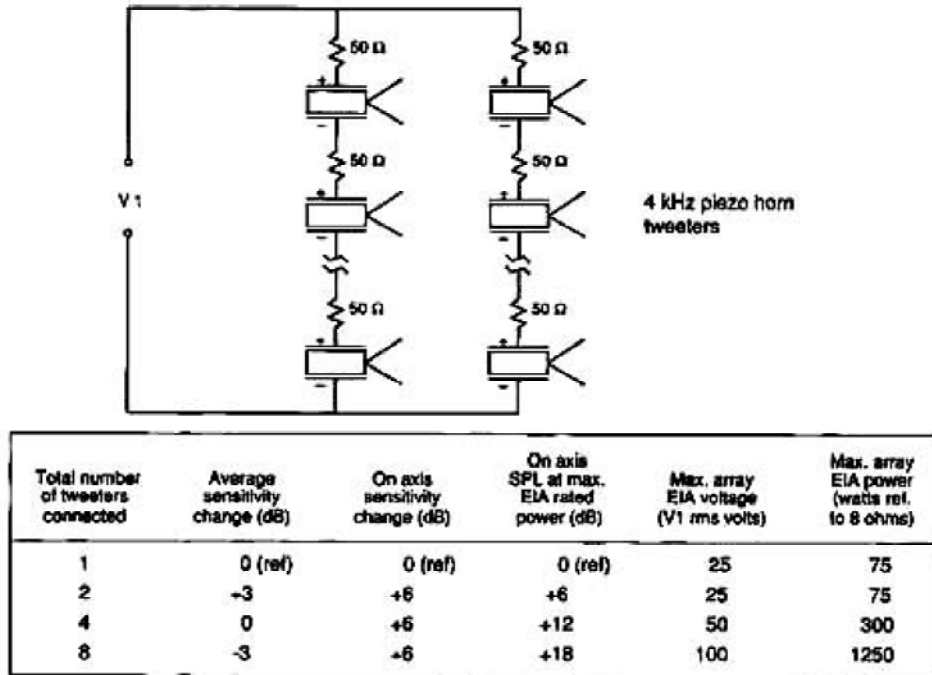 50 Ω 50 Ω
+ +
− −
50 Ω 50 Ω
V 1
+ +
− −
4 kHz piezo horn
tweeters
50 Ω 50 Ω
+ +
− −
Total number of tweeters connected Average sensitivity change (dB) On axis sensitivity change (dB) On axis SPL at max. EIA rated power (dB) Max. array EIA voltage (V1 rms volts) Max. array EIA power (watts ref. to 8 ohms)
1 0 (ref) 0 (ref) 0 (ref) 25 75
2 +3 +6 +6 25 75
4 0 +6 +12 50 300
8 -3 +6 +18 100 1250